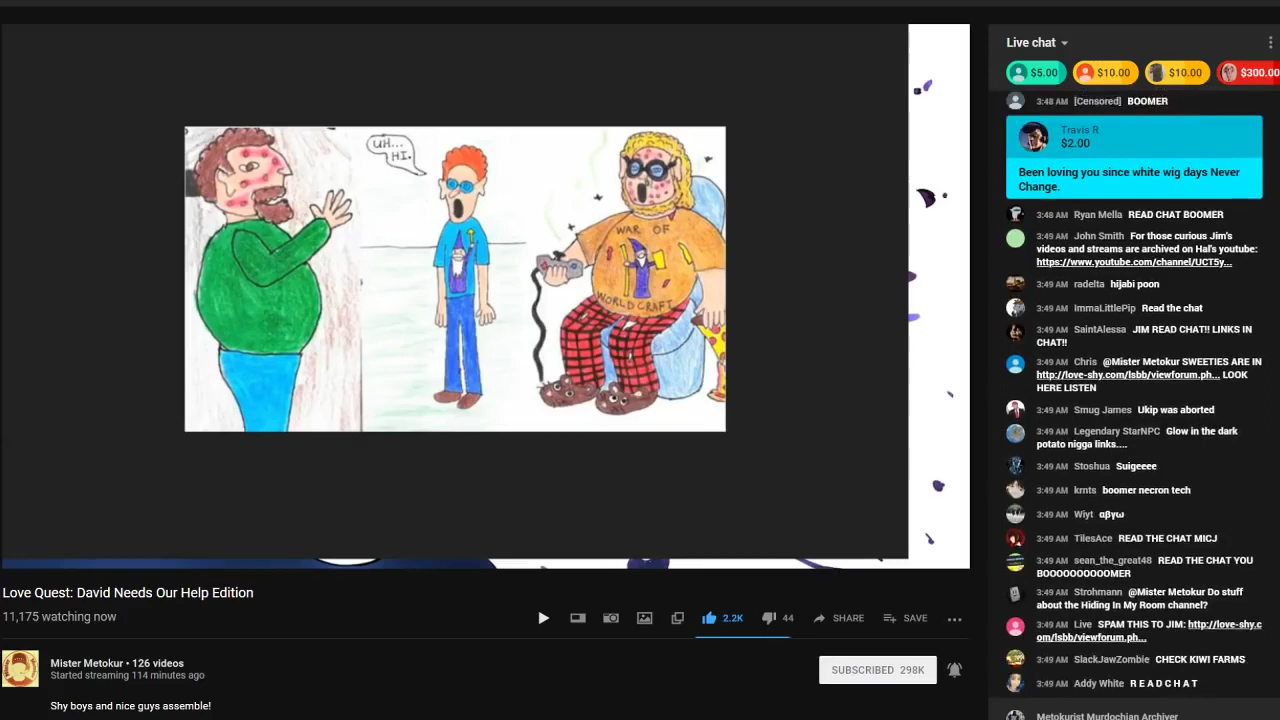 UH...
HI.
WAR OF
WORLDCRAFT
Love Quest: David Needs Our Help Edition
11,175 watching now
2.2K
44
SHARE
SAVE
Mister Metokur • 126 videos
Started streaming 114 minutes ago
SUBSCRIBED 298K
Shy boys and nice guys assemble!
Live chat
$5.00
$10.00
$10.00
$300.00
3:48 AM [Censored] BOOMER
Travis R
$2.00
Been loving you since white wig days Never
Change.
3:48 AM Ryan Mella READ CHAT BOOMER
3:49 AM John Smith For those curious Jim's
videos and streams are archived on Hal's youtube:
https://www.youtube.com/channel/UCT5y...
3:49 AM radelta hijabi poon
3:49 AM ImmaLittlePip Read the chat
3:49 AM SaintAlessa JIM READ CHAT!! LINKS IN
CHAT!!
3:49 AM Chris @Mister Metokur SWEETIES ARE IN
http://love-shy.com/lsbb/viewforum.ph... LOOK
HERE LISTEN
3:49 AM Smug James Ukip was aborted
3:49 AM Legendary StarNPC Glow in the dark
potato nigga links....
3:49 AM Stoshua Suigeeee
3:49 AM krnts boomer necron tech
3:49 AM Wiyt αβγω
3:49 AM TilesAce READ THE CHAT MICJ
3:49 AM sean_the_great48 READ THE CHAT YOU
BOOOOOOOOOMER
3:49 AM Strohmann @Mister Metokur Do stuff
about the Hiding In My Room channel?
3:49 AM Live SPAM THIS TO JIM: http://love-shy.c
om/lsbb/viewforum.ph...
3:49 AM SlackJawZombie CHECK KIWI FARMS
3:49 AM Addy White R E A D C H A T
Metokurist Murdochian Archiver